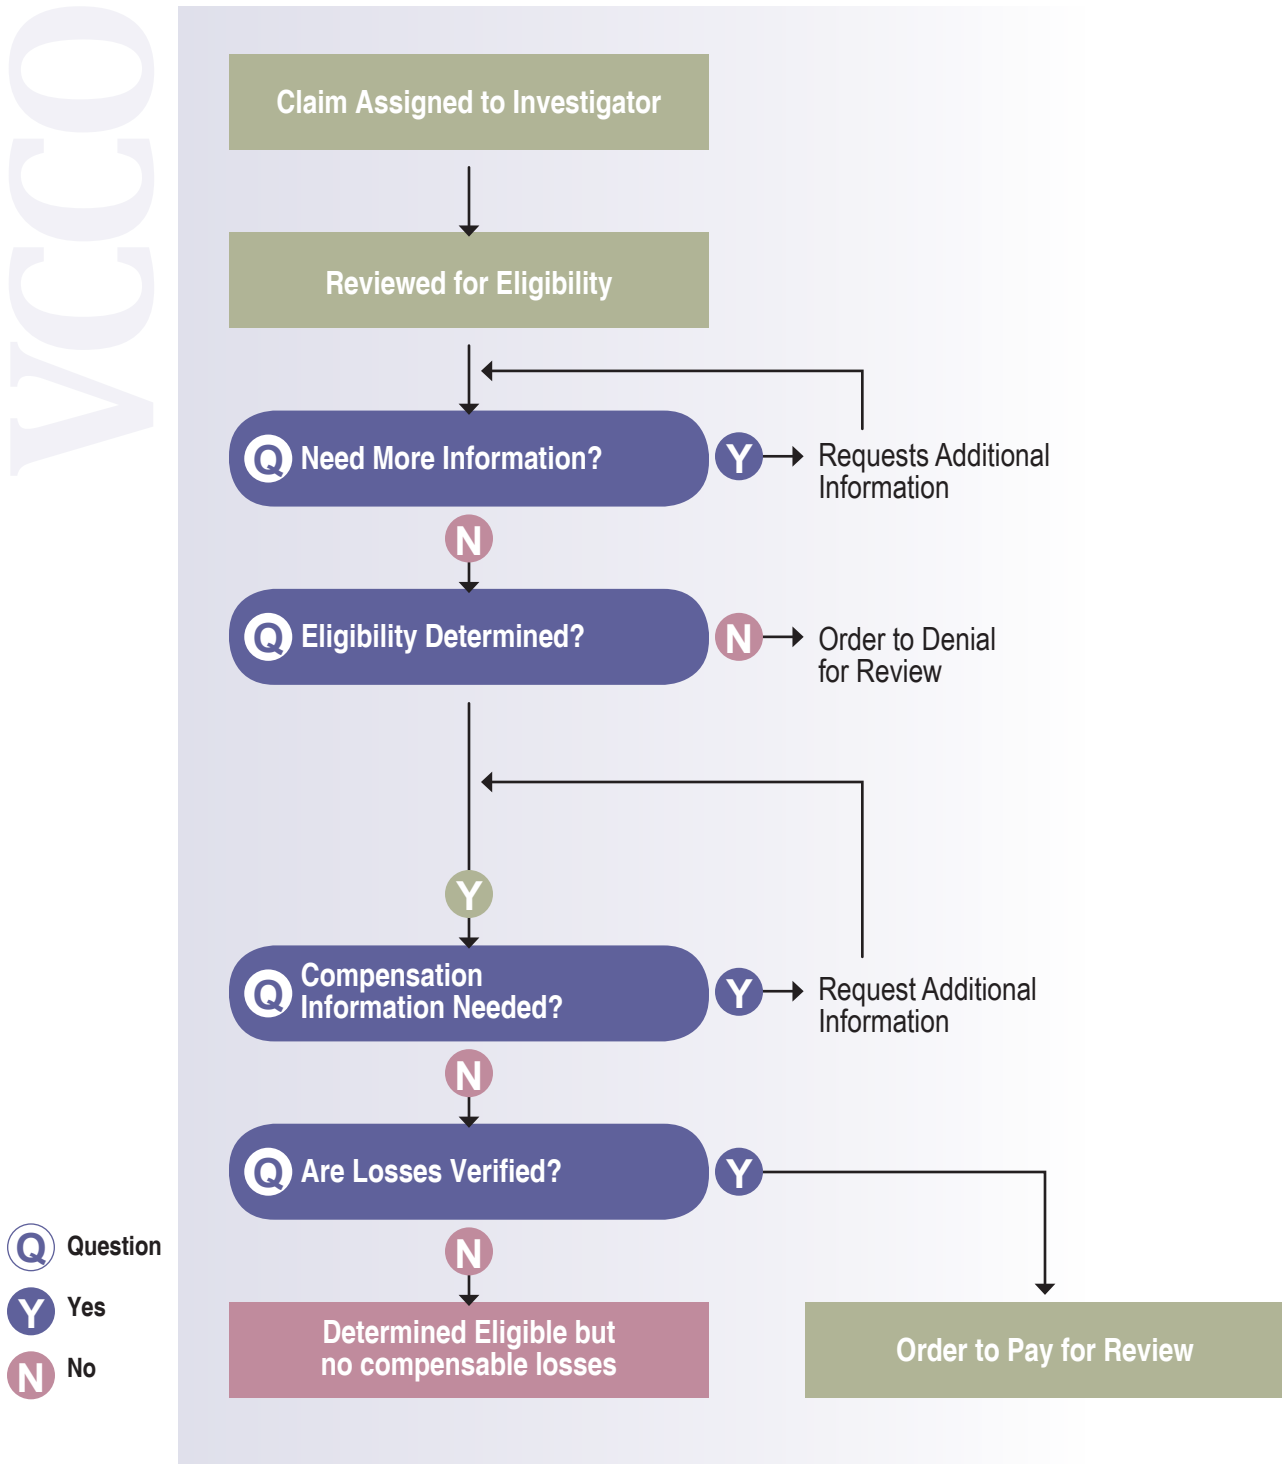 VCCO
Claim Assigned to Investigator
Reviewed for Eligibility
Q Need More Information?
Y
Requests Additional
Information
N
Q Eligibility Determined?
N
Order to Denial
for Review
Y
Q Compensation
Information Needed?
Y
Request Additional
Information
N
Q Are Losses Verified?
Y
N
Determined Eligible but
no compensable losses
Order to Pay for Review
Q Question
Y Yes
N No